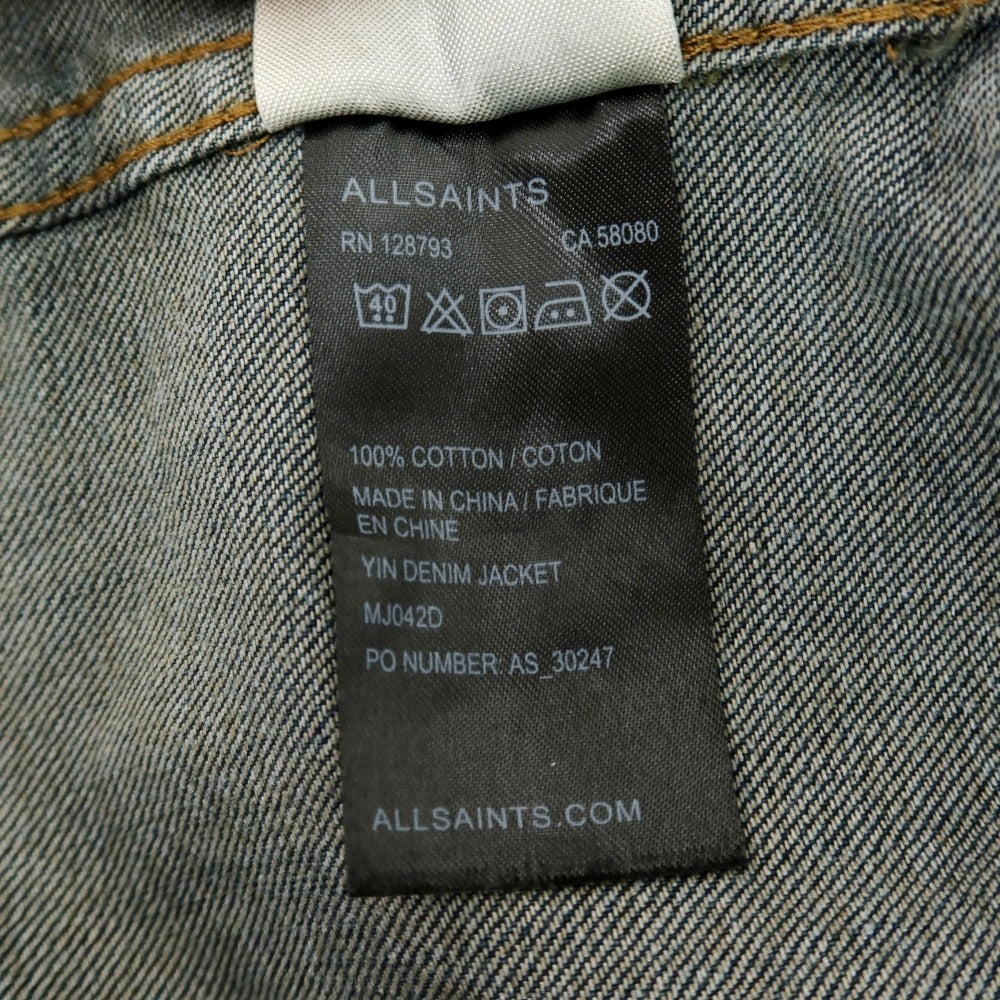 ALLSAINTS
RN 128793 CA 58080
40
100% COTTON / COTON
MADE IN CHINA / FABRIQUE
EN CHINE
YIN DENIM JACKET
MJ042D
PO NUMBER: AS_30247
ALLSAINTS.COM